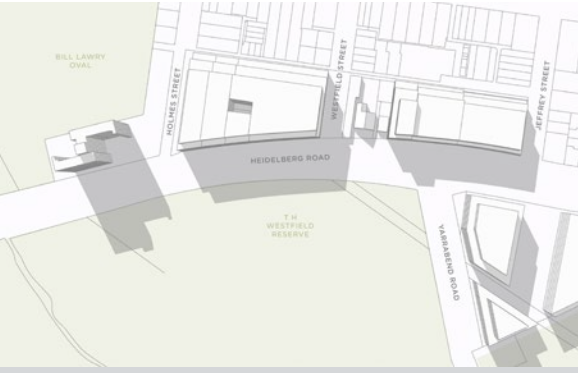 BILL LAWRY
OVAL
HOLMES STREET
WESTFIELD STREET
JEFFREY STREET
HEIDELBERG ROAD
T H
WESTFIELD
RESERVE
YARRABEND ROAD